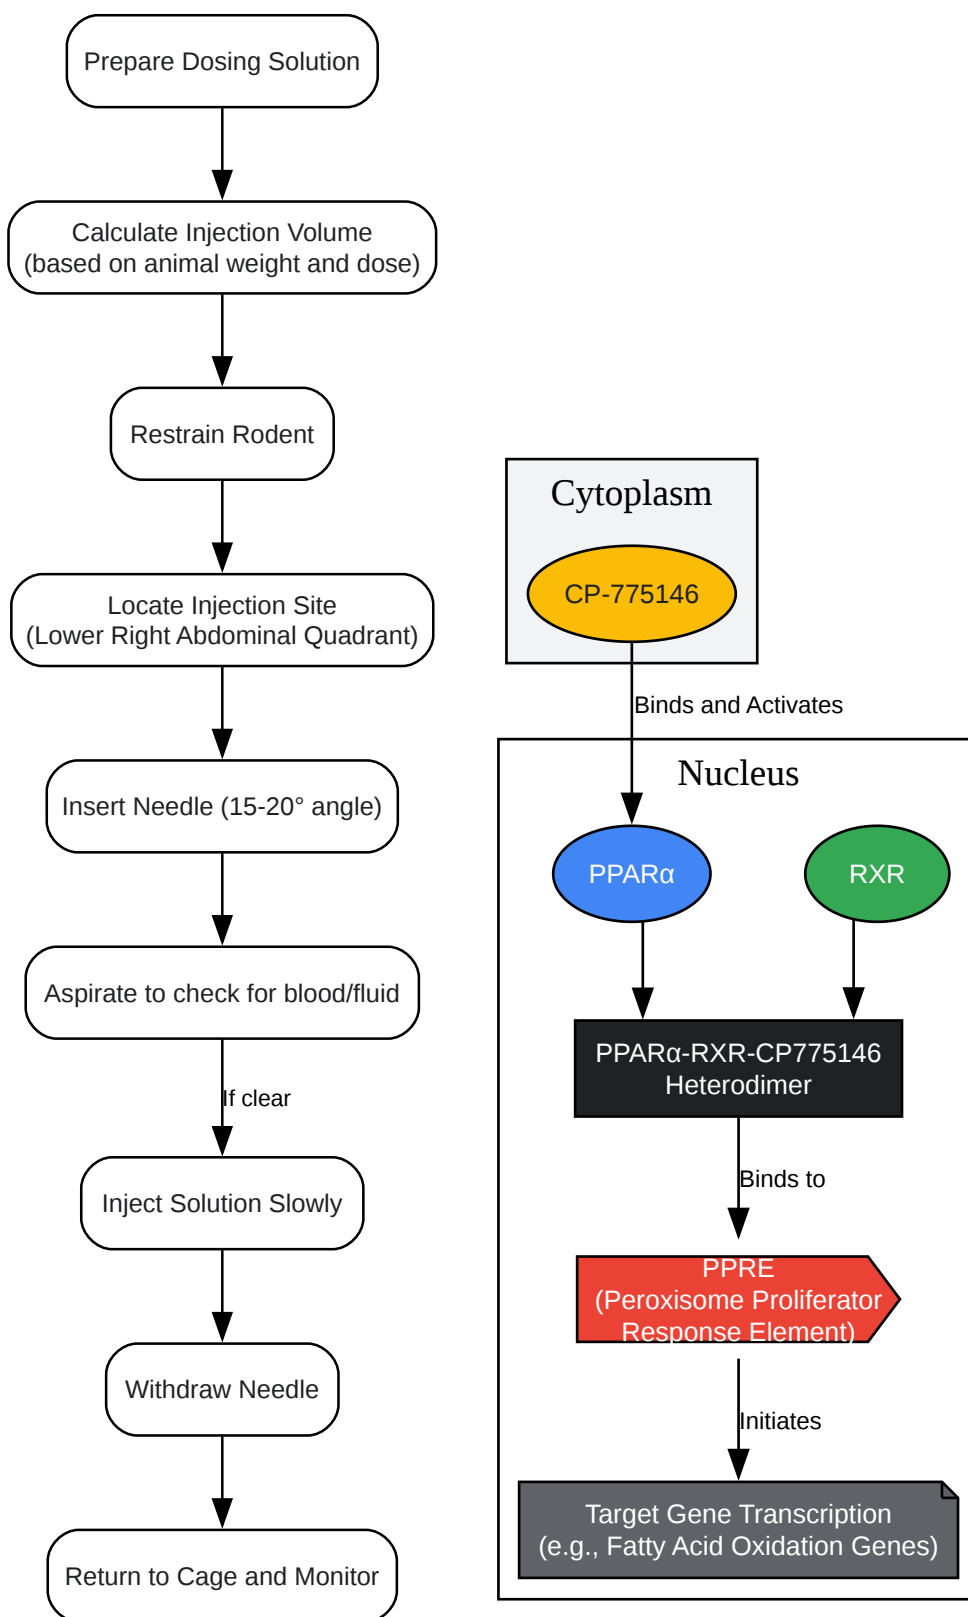 Prepare Dosing Solution
Calculate Injection Volume
(based on animal weight and dose)
Restrain Rodent
Locate Injection Site
(Lower Right Abdominal Quadrant)
Insert Needle (15-20° angle)
Aspirate to check for blood/fluid
If clear
Inject Solution Slowly
Withdraw Needle
Return to Cage and Monitor
Cytoplasm
CP-775146
Binds and Activates
Nucleus
PPARα
RXR
PPARα-RXR-CP775146
Heterodimer
Binds to
PPRE
(Peroxisome Proliferator
Response Element)
Initiates
Target Gene Transcription
(e.g., Fatty Acid Oxidation Genes)